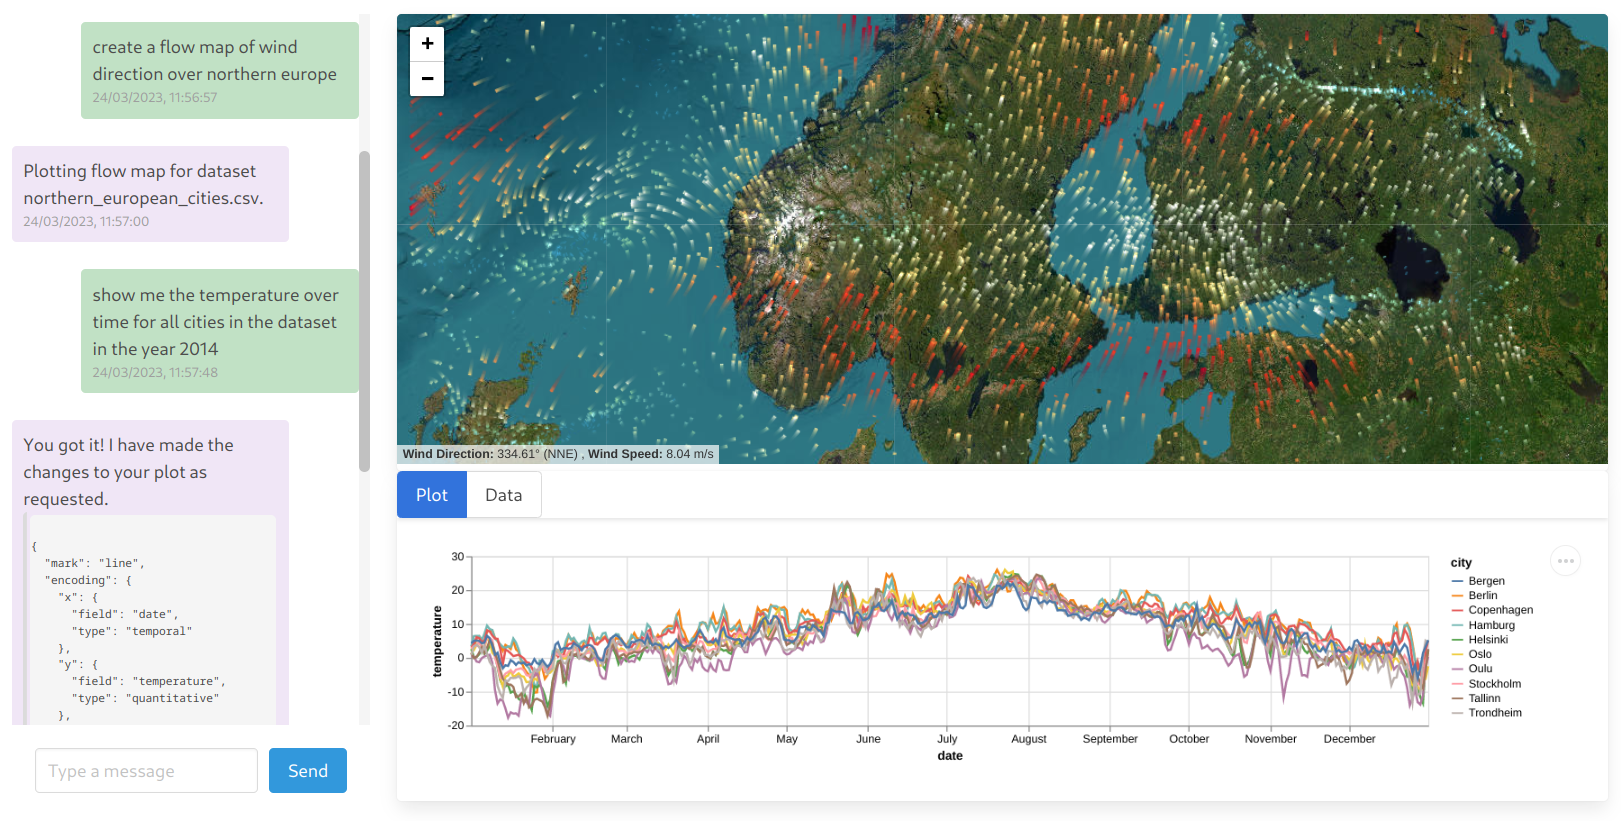 create a flow map of wind
direction over northern europe
24/03/2023, 11:56:57
Plotting flow map for dataset
northern_european_cities.csv.
24/03/2023, 11:57:00
show me the temperature over
time for all cities in the dataset
in the year 2014
24/03/2023, 11:57:48
You got it! I have made the
changes to your plot as
requested.
{
"mark": "line",
"encoding": {
"x": {
"field": "date",
"type": "temporal"
},
"y": {
"field": "temperature",
"type": "quantitative"
},
Type a message
Send
+
−
Wind Direction: 334.61° (NNE) , Wind Speed: 8.04 m/s
Plot
Data
30
20
10
0
-10
-20
temperature
February March April May June July August September October November December
date
city
Bergen
Berlin
Copenhagen
Hamburg
Helsinki
Oslo
Oulu
Stockholm
Tallinn
Trondheim